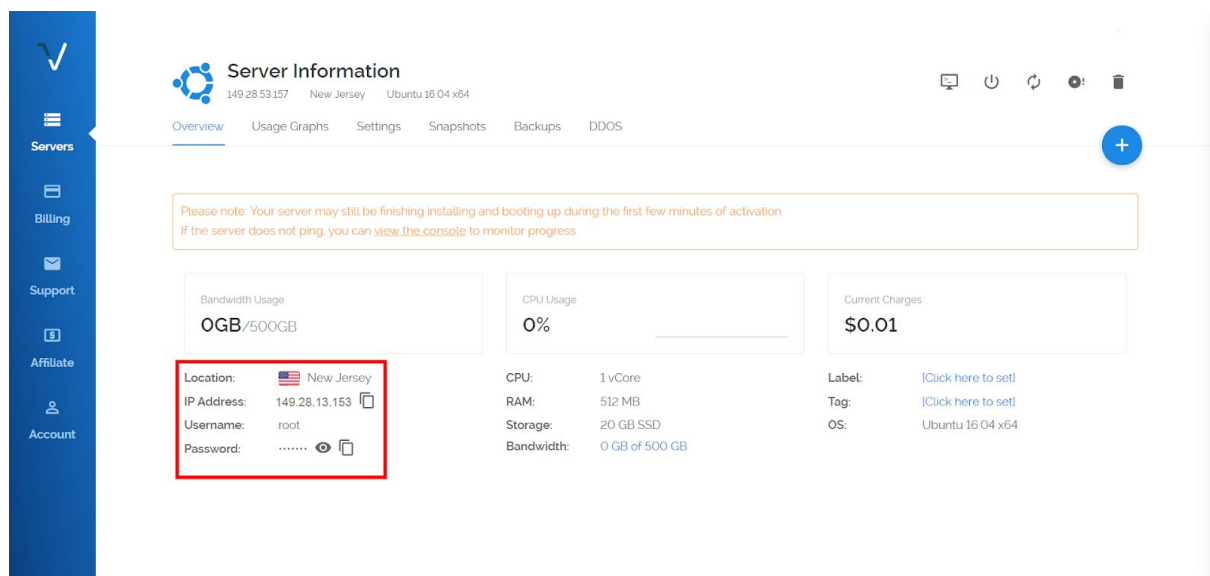 Server Information
149.28.53.157 New Jersey Ubuntu 16.04 x64
Overview Usage Graphs Settings Snapshots Backups DDOS
Servers
Billing
Support
Affiliate
Account
Please note: Your server may still be finishing installing and booting up during the first few minutes of activation.
If the server does not ping, you can view the console to monitor progress.
Bandwidth Usage
0GB/500GB
CPU Usage
0%
Current Charges
$0.01
Location: New Jersey
IP Address: 149.28.13.153
Username: root
Password: ·······
CPU: 1 vCore
RAM: 512 MB
Storage: 20 GB SSD
Bandwidth: 0 GB of 500 GB
Label: [Click here to set]
Tag: [Click here to set]
OS: Ubuntu 16.04 x64